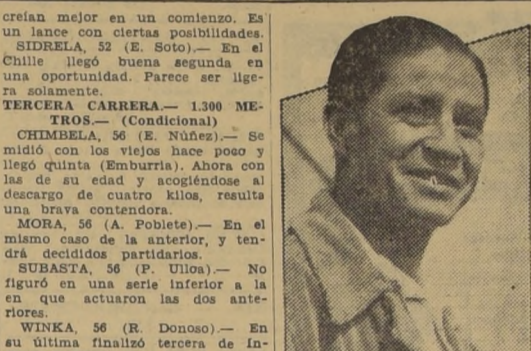 creían mejor en un comienzo. Es
un lance con ciertas posibilidades.
SIDRELA, 52 (E. Soto).— En el
Chille llegó buena segunda en
una oportunidad. Parece ser lige-
ra solamente.
TERCERA CARRERA.— 1.300 ME-
TROS.— (Condicional)
CHIMBELA, 56 (E. Núñez).— Se
midió con los viejos hace poco y
llegó quinta (Emburria). Ahora con
las de su edad y acogiéndose al
descargo de cuatro kilos, resulta
una brava contendora.
MORA, 56 (A. Poblete).— En el
mismo caso de la anterior, y ten-
drá decididos partidarios.
SUBASTA, 56 (P. Ulloa).— No
figuró en una serie inferior a la
en que actuaron las dos ante-
riores.
WINKA, 56 (R. Donoso).— En
su última finalizó tercera de In-